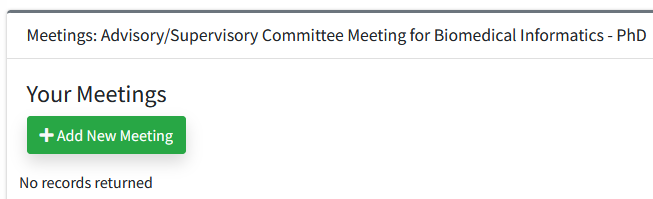 Meetings: Advisory/Supervisory Committee Meeting for Biomedical Informatics - PhD
Your Meetings
Add New Meeting
No records returned